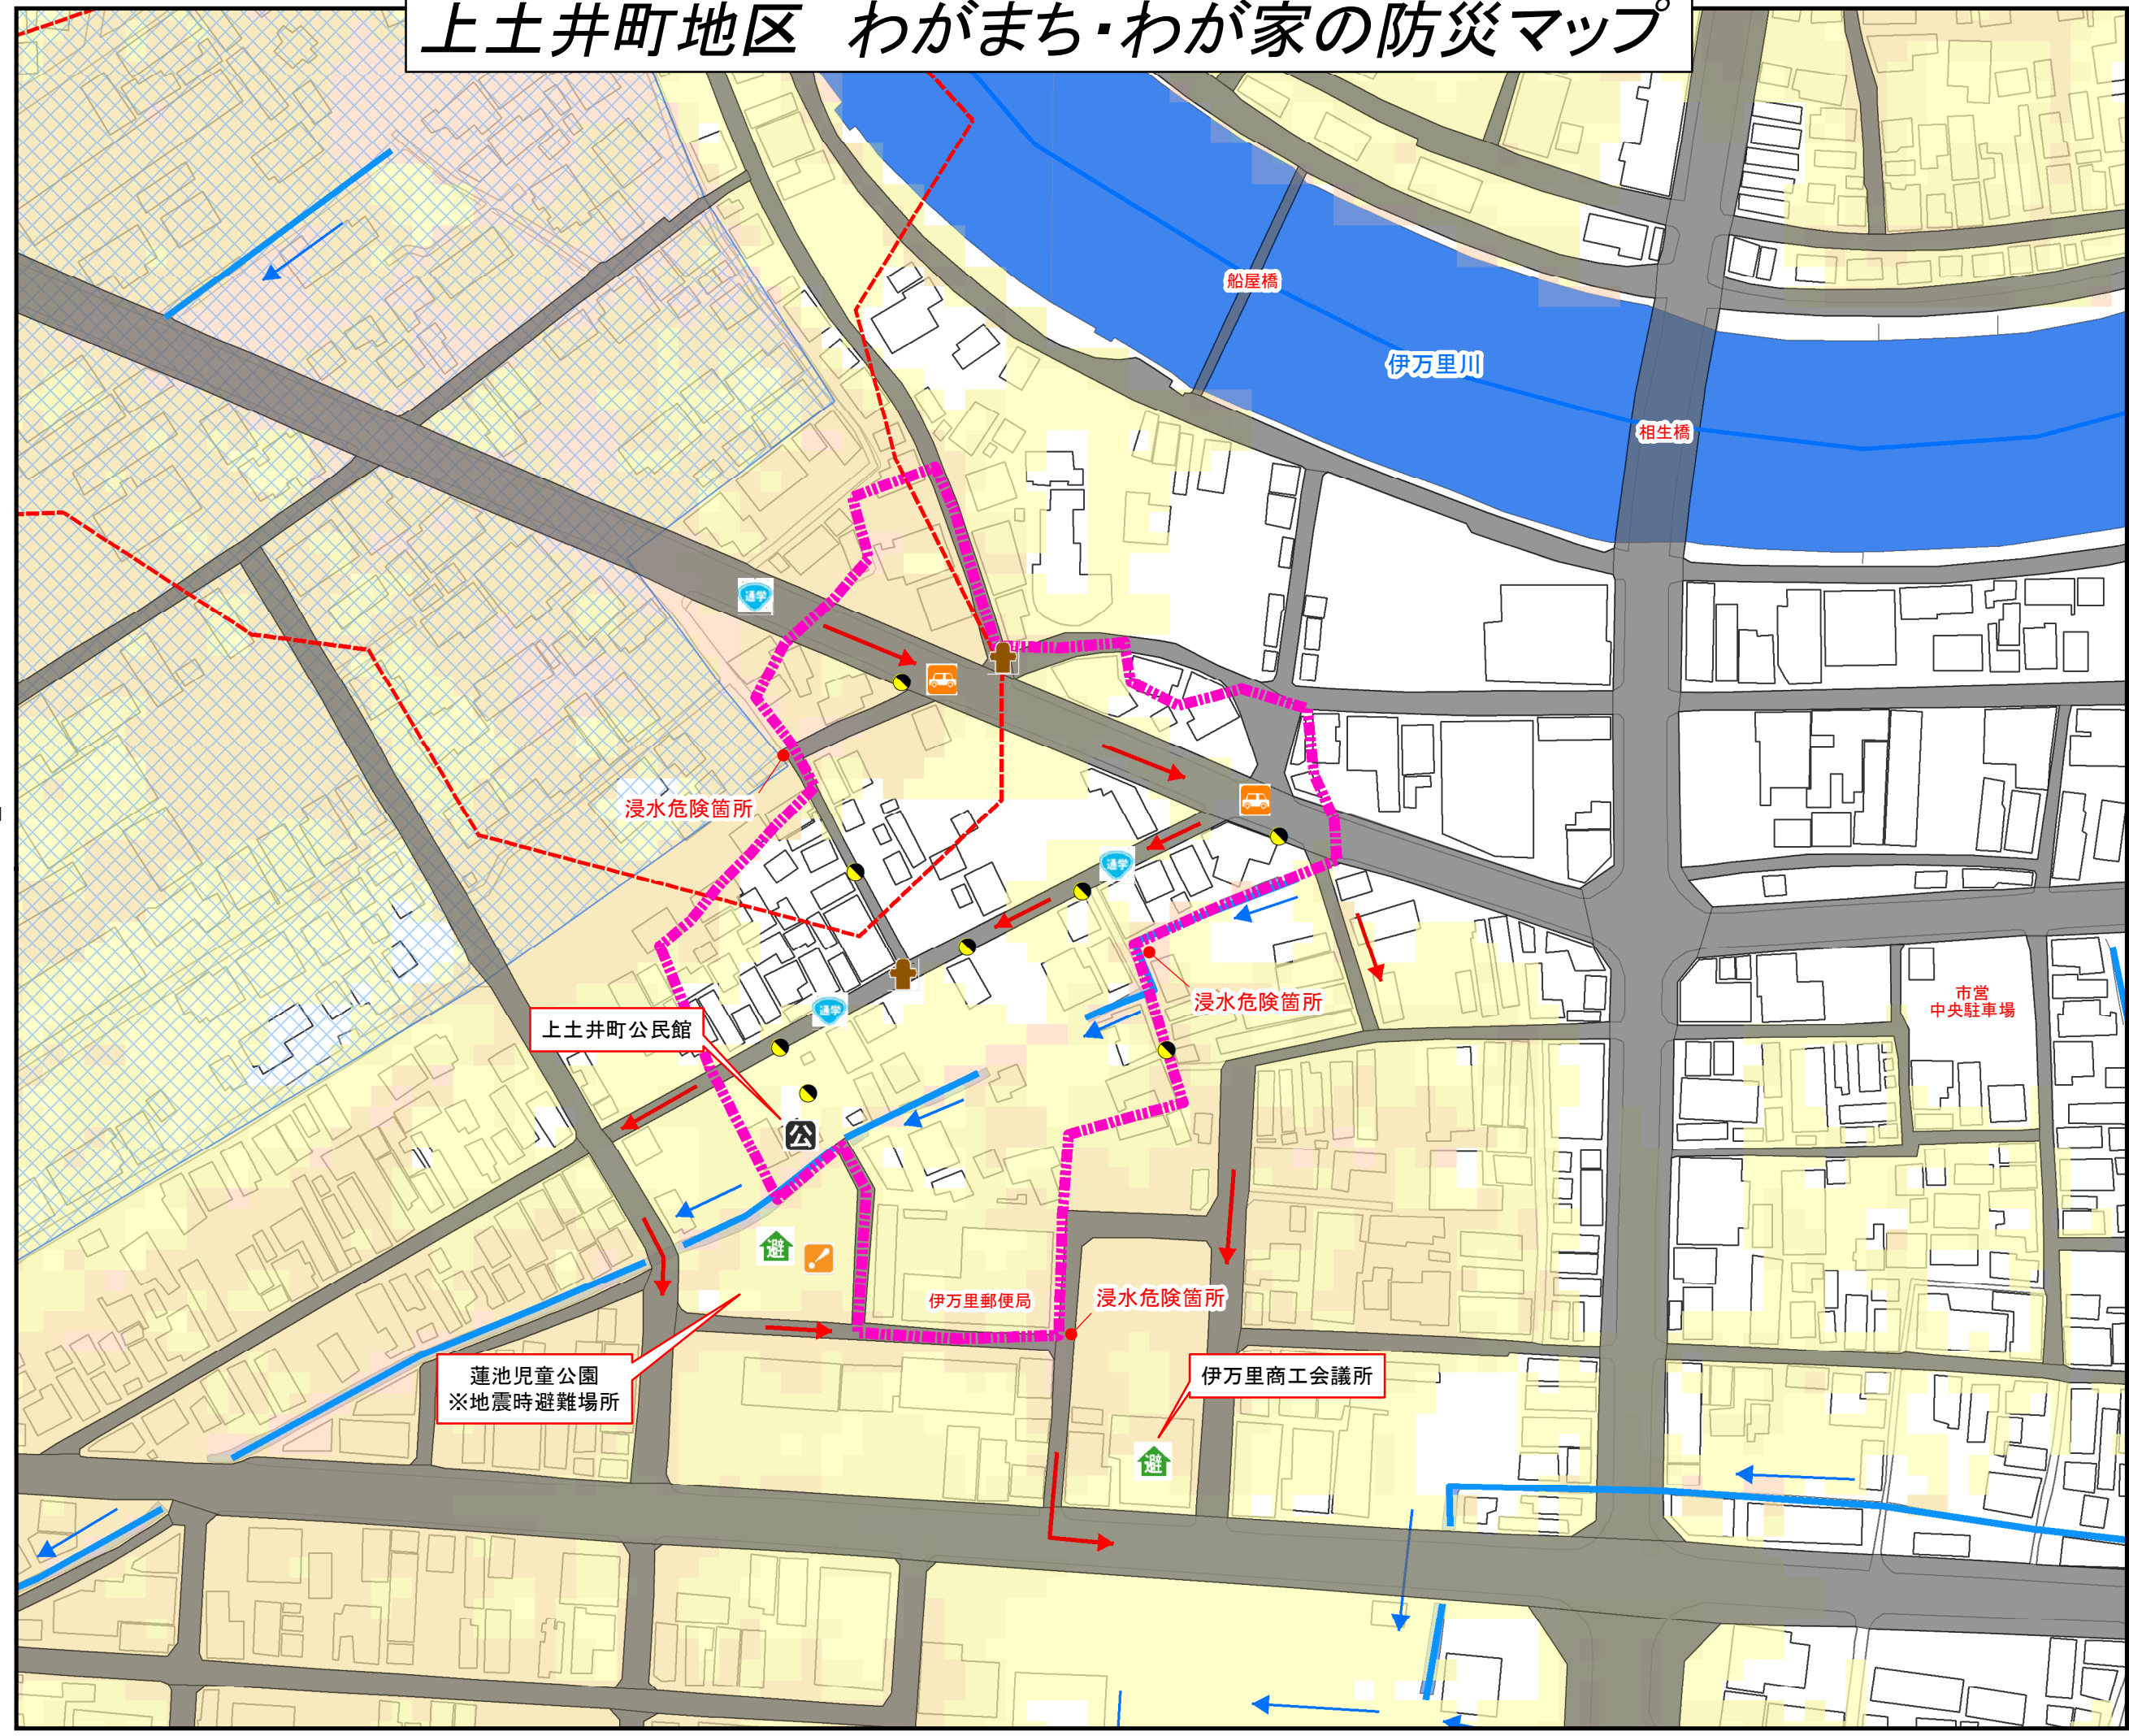 上土井町地区 わがまち・わが家の防災マップ
船屋橋
伊万里川
相生橋
通学
浸水危険箇所
通学
浸水危険箇所
市営
中央駐車場
通学
上土井町公民館
公
避
伊万里郵便局
浸水危険箇所
蓮池児童公園
※地震時避難場所
伊万里商工会議所
避